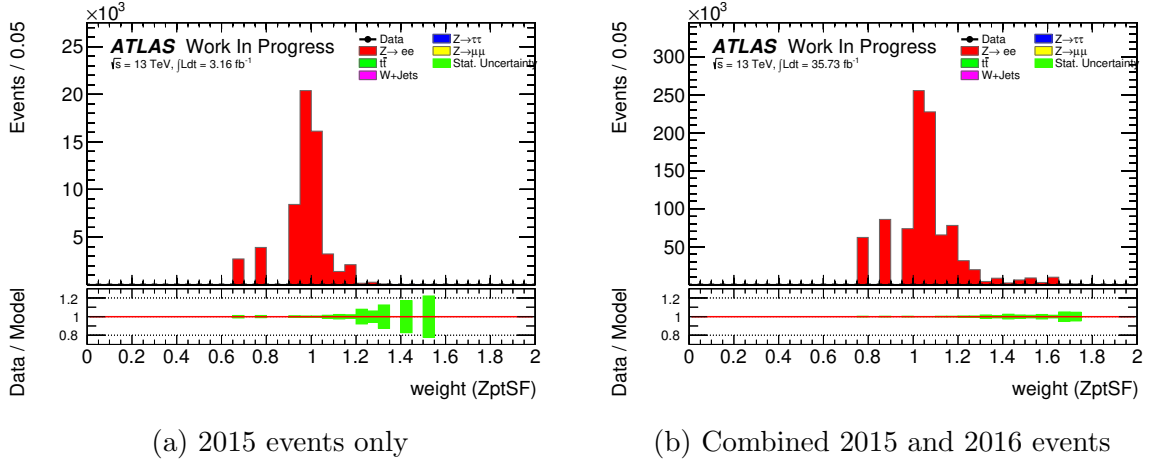 ×10³
Events / 0.05
25
20
15
10
5
ATLAS Work In Progress
√s = 13 TeV, ∫Ldt = 3.16 fb⁻¹
Data
Z→ ee
tt̄
W+Jets
Z→ττ
Z→μμ
Stat. Uncertainty
Data / Model
1.2
1
0.8
0 0.2 0.4 0.6 0.8 1 1.2 1.4 1.6 1.8 2
weight (ZptSF)
(a) 2015 events only
×10³
Events / 0.05
300
250
200
150
100
50
ATLAS Work In Progress
√s = 13 TeV, ∫Ldt = 35.73 fb⁻¹
Data
Z→ ee
tt̄
W+Jets
Z→ττ
Z→μμ
Stat. Uncertainty
Data / Model
1.2
1
0.8
0 0.2 0.4 0.6 0.8 1 1.2 1.4 1.6 1.8 2
weight (ZptSF)
(b) Combined 2015 and 2016 events